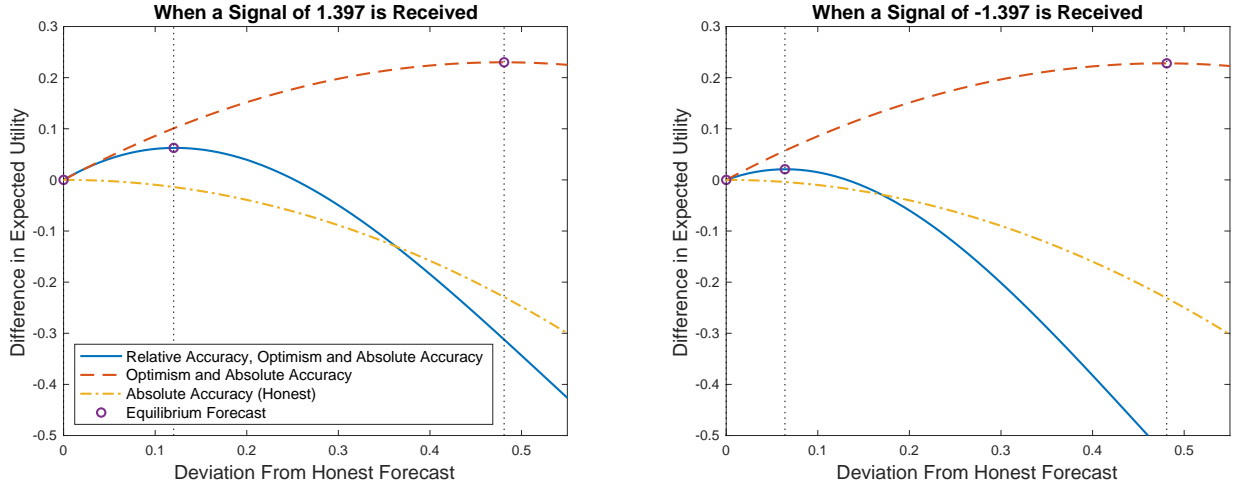 When a Signal of 1.397 is Received
0.3
0.2
0.1
0
-0.1
-0.2
-0.3
-0.4
-0.5
Difference in Expected Utility
Relative Accuracy, Optimism and Absolute Accuracy
Optimism and Absolute Accuracy
Absolute Accuracy (Honest)
Equilibrium Forecast
0 0.1 0.2 0.3 0.4 0.5
Deviation From Honest Forecast
When a Signal of -1.397 is Received
0.3
0.2
0.1
0
-0.1
-0.2
-0.3
-0.4
-0.5
Difference in Expected Utility
0 0.1 0.2 0.3 0.4 0.5
Deviation From Honest Forecast